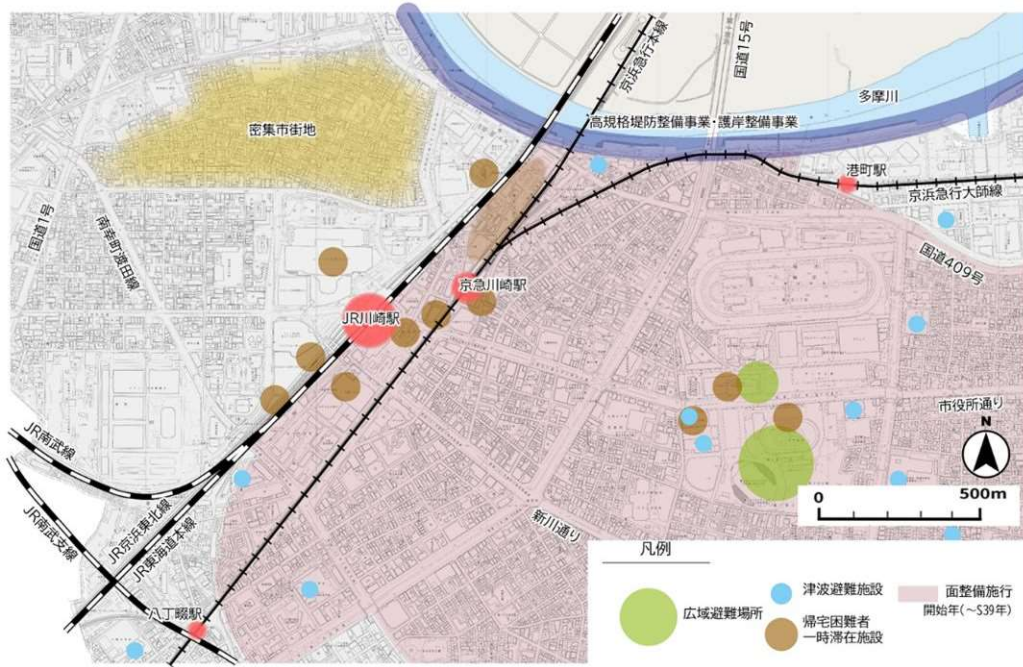 京浜急行本線
国道15号
多摩川
高規格堤防整備事業・護岸整備事業
密集市街地
港町駅
京浜急行大師線
国道1号
南幸町渡田線
国道409号
京急川崎駅
JR川崎駅
市役所通り
N
JR南武線
0 500m
JR南武支線
JR京浜東北線
JR東海道本線
新川通り
八丁畷駅
凡例
広域避難場所
津波避難施設
帰宅困難者
一時滞在施設
面整備施行
開始年(～S39年)